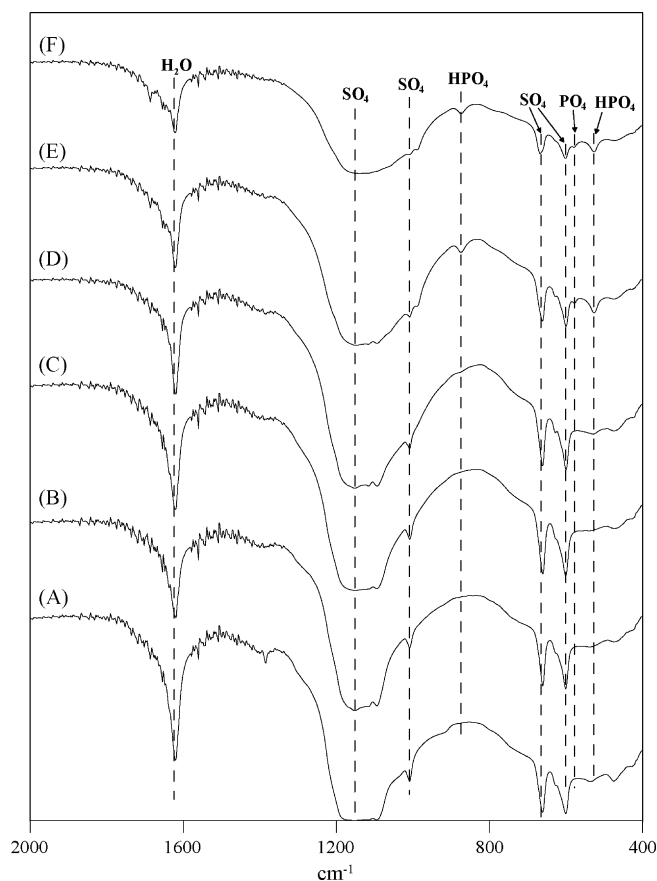 (F)
H₂O
SO₄
SO₄
HPO₄
SO₄
PO₄
HPO₄
(E)
(D)
(C)
(B)
(A)
2000
1600
1200
800
400
cm⁻¹